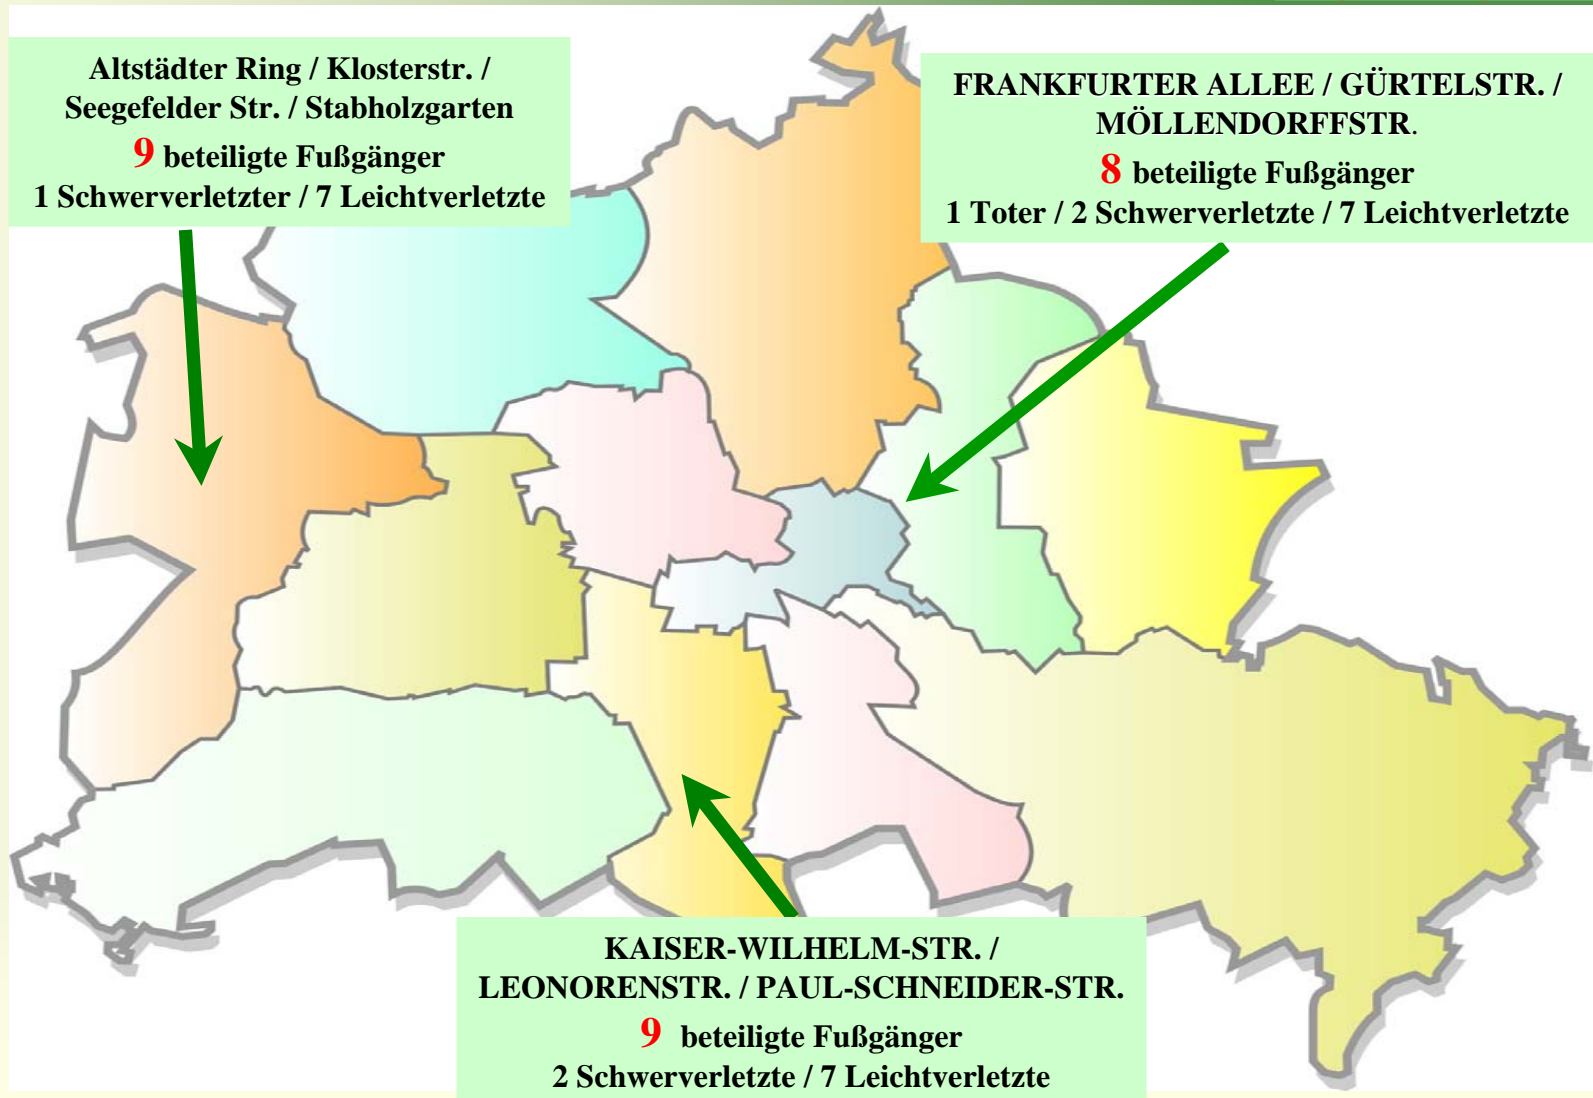 Altstädter Ring / Klosterstr. /
Seegefelder Str. / Stabholzgarten
9 beteiligte Fußgänger
1 Schwerverletzter / 7 Leichtverletzte
FRANKFURTER ALLEE / GÜRTELSTR. /
MÖLLENDORFFSTR.
8 beteiligte Fußgänger
1 Toter / 2 Schwerverletzte / 7 Leichtverletzte
KAISER-WILHELM-STR. /
LEONORENSTR. / PAUL-SCHNEIDER-STR.
9 beteiligte Fußgänger
2 Schwerverletzte / 7 Leichtverletzte